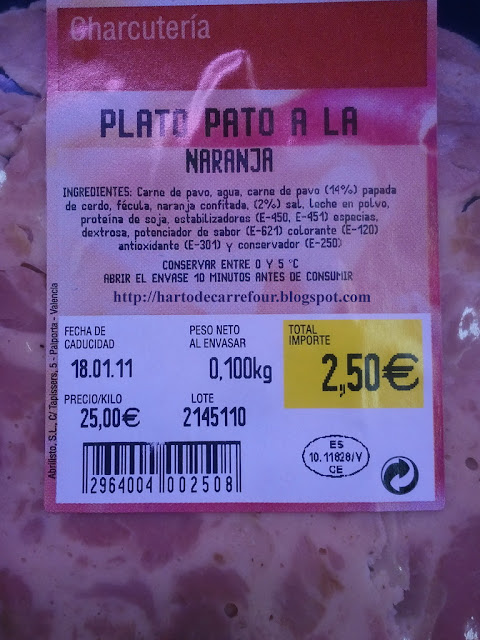 Charcutería
PLATO PATO A LA
NARANJA
INGREDIENTES: Carne de pavo, agua, carne de pavo (14%) papada
de cerdo, fécula, naranja confitada, (2%) sal, leche en polvo,
proteína de soja, estabilizadores (E-450, E-451) especias,
dextrosa, potenciador de sabor (E-621) colorante (E-120)
antioxidante (E-301) y conservador (E-250)
CONSERVAR ENTRE 0 Y 5 °C
ABRIR EL ENVASE 10 MINUTOS ANTES DE CONSUMIR
http://hartodecarrefour.blogspot.com
FECHA DE
CADUCIDAD
18.01.11
PESO NETO
AL ENVASAR
0,100kg
TOTAL
IMPORTE
2,50€
PRECIO/KILO
25,00€
LOTE
2145110
2964004 002508
ES
10.11828/V
CE
Abrilisto, S.L., C/ Tapissers, 5 - Paiporta - Valencia